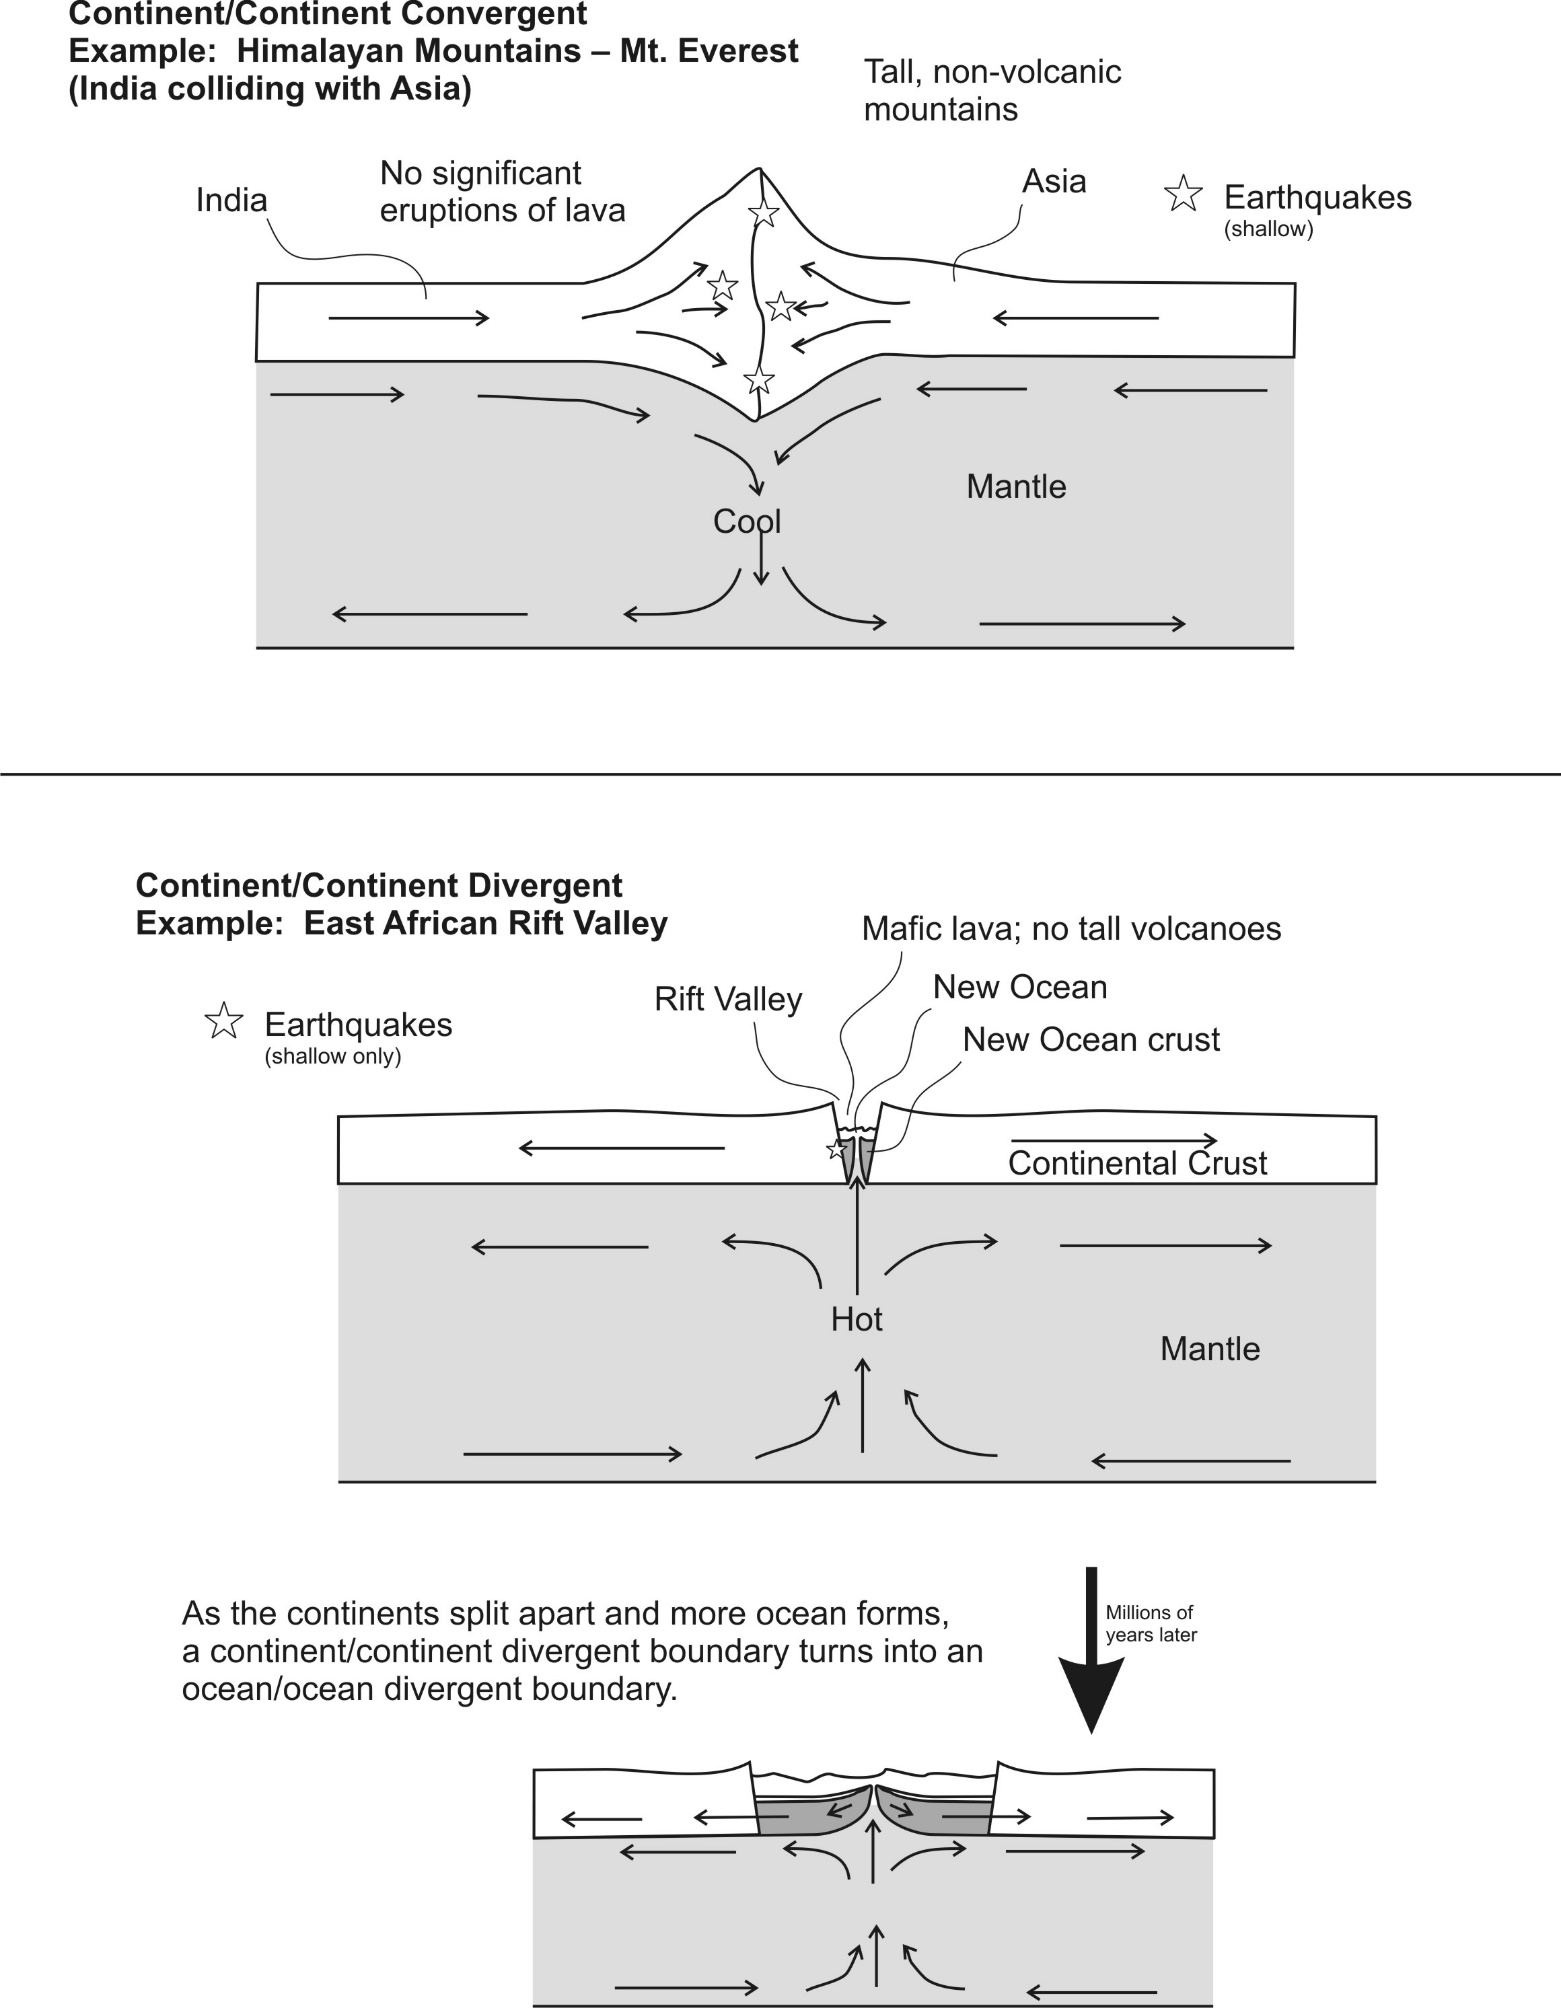 Continent/Continent Convergent
Example: Himalayan Mountains – Mt. Everest
(India colliding with Asia)
Tall, non-volcanic
mountains
No significant
eruptions of lava
India
Asia
Earthquakes
(shallow)
Mantle
Cool
Continent/Continent Divergent
Example: East African Rift Valley
Mafic lava; no tall volcanoes
Rift Valley
New Ocean
New Ocean crust
Earthquakes
(shallow only)
Continental Crust
Hot
Mantle
As the continents split apart and more ocean forms,
a continent/continent divergent boundary turns into an
ocean/ocean divergent boundary.
Millions of
years later